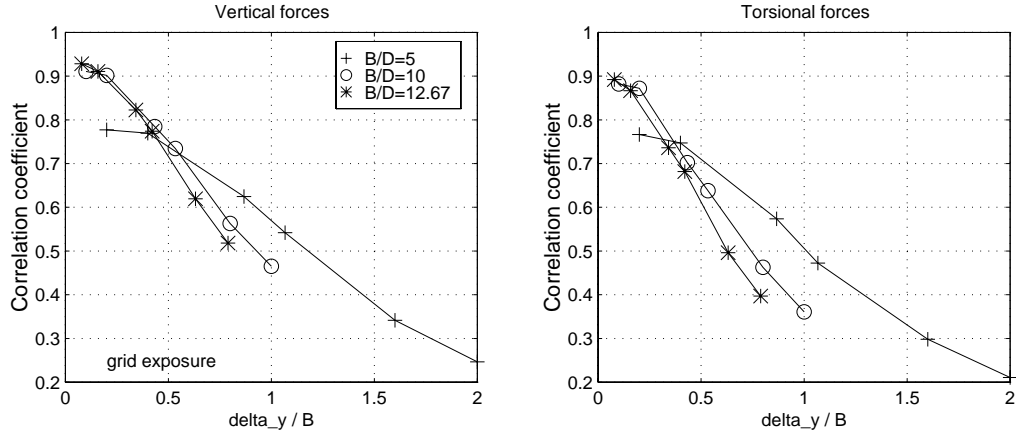 Vertical forces
1
0.9
0.8
0.7
0.6
0.5
0.4
0.3
0.2
Correlation coefficient
B/D=5
B/D=10
B/D=12.67
grid exposure
0 0.5 1 1.5 2
delta_y / B
Torsional forces
1
0.9
0.8
0.7
0.6
0.5
0.4
0.3
0.2
Correlation coefficient
0 0.5 1 1.5 2
delta_y / B